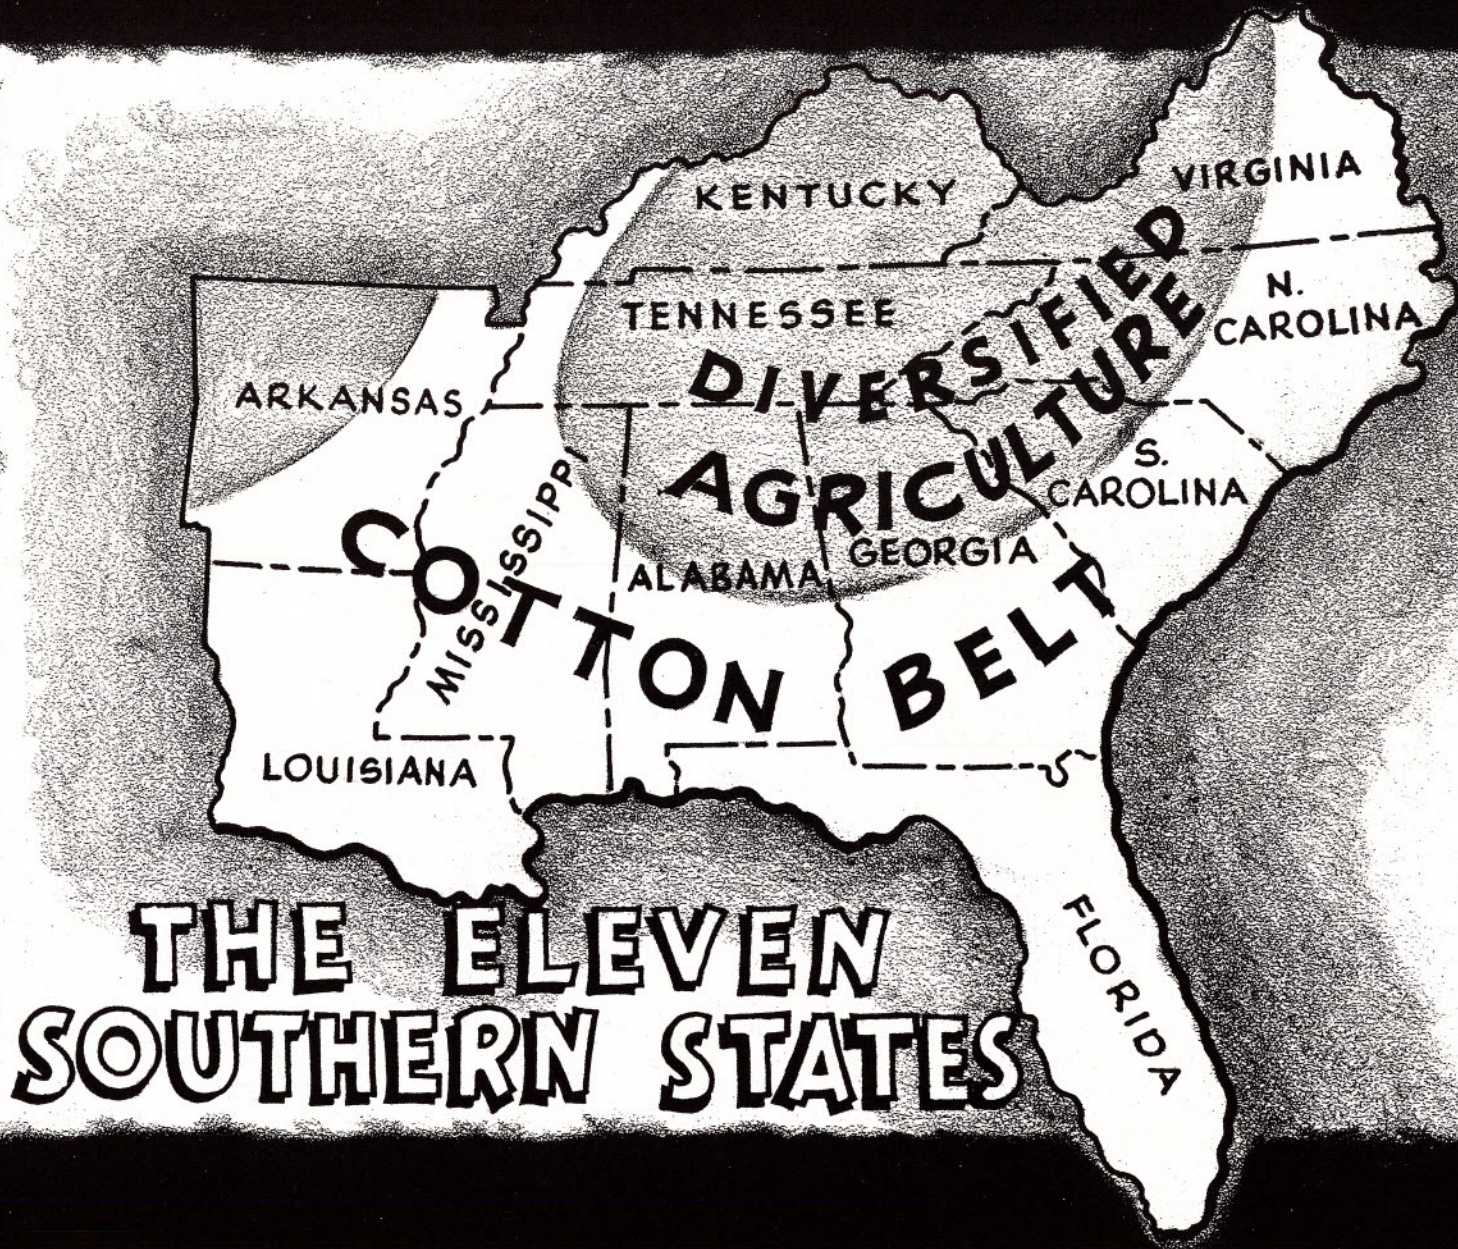 KENTUCKY
VIRGINIA
TENNESSEE
N.
CAROLINA
ARKANSAS
DIVERSIFIED
AGRICULTURE
S.
CAROLINA
MISSISSIPPI
ALABAMA
GEORGIA
COTTON BELT
LOUISIANA
FLORIDA
THE ELEVEN
SOUTHERN STATES